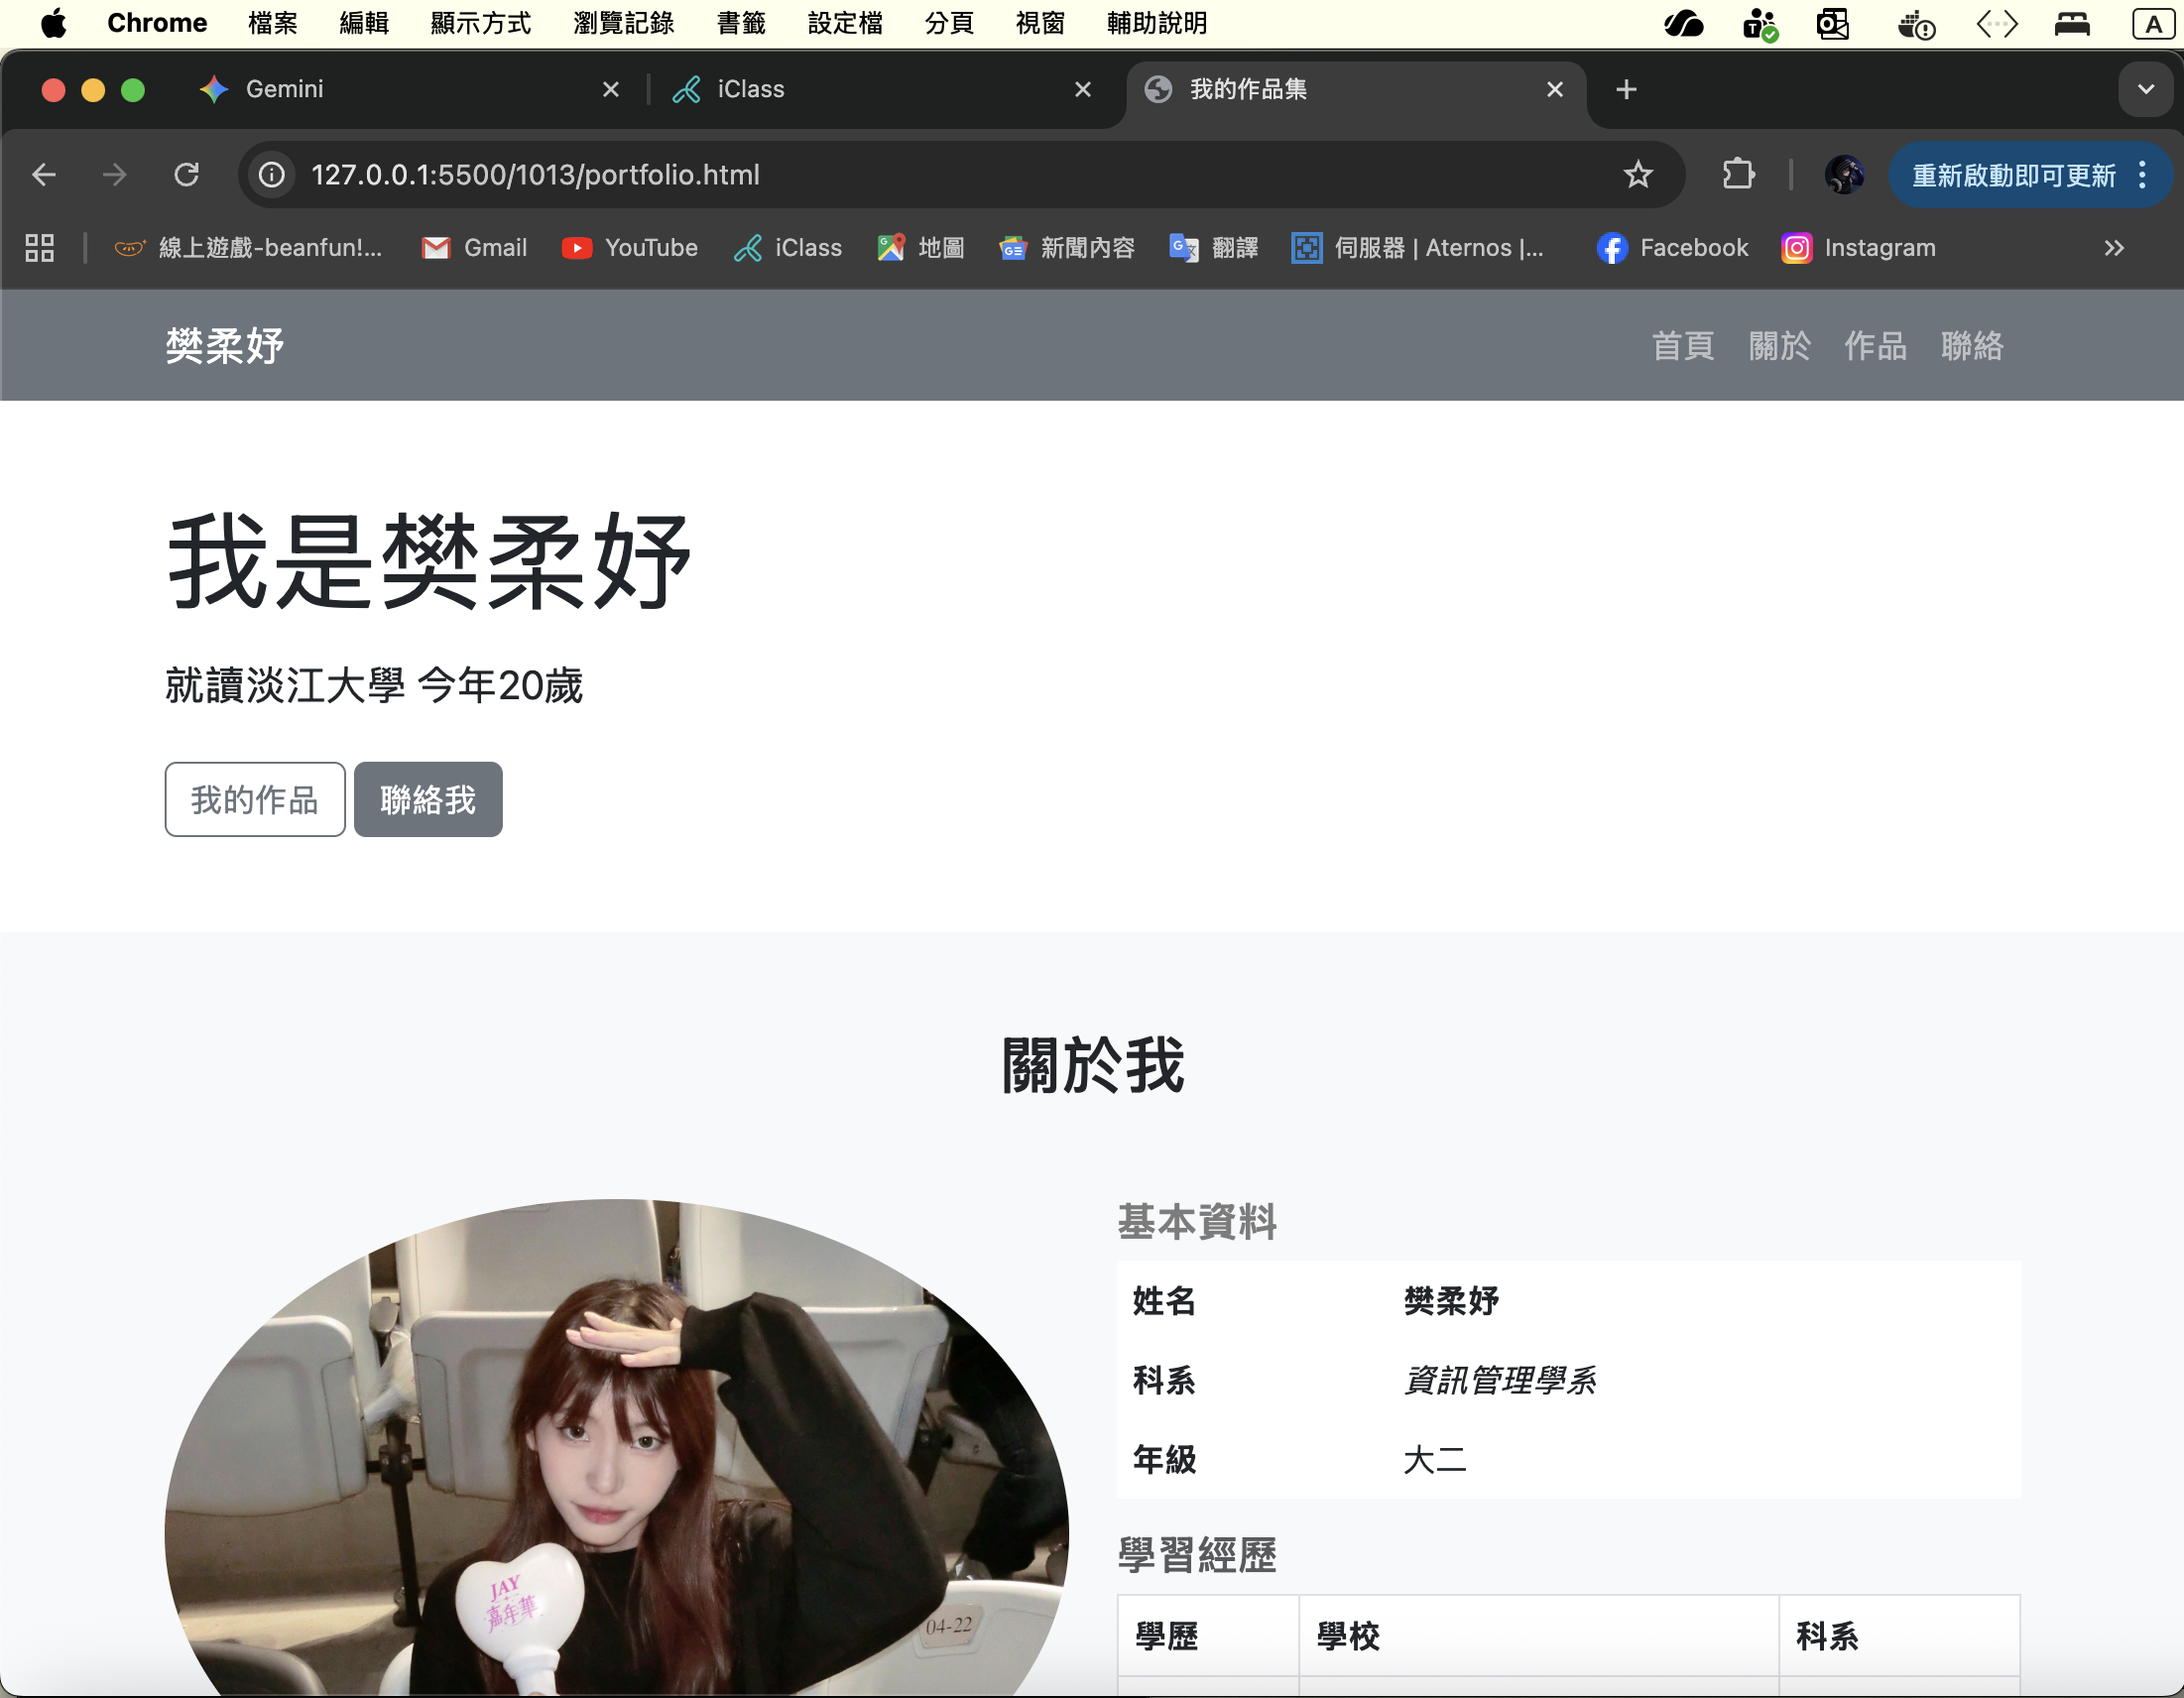 Chrome 檔案 編輯 顯示方式 瀏覽記錄 書籤 設定檔 分頁 視窗 輔助說明 A
Gemini iClass 我的作品集
127.0.0.1:5500/1013/portfolio.html 重新啟動即可更新
線上遊戲-beanfun!... Gmail YouTube iClass 地圖 新聞內容 翻譯 伺服器 | Aternos |... Facebook Instagram
樊柔妤 首頁 關於 作品 聯絡
我是樊柔妤
就讀淡江大學 今年20歲
我的作品 聯絡我
關於我
基本資料
姓名 樊柔妤
科系 資訊管理學系
年級 大二
學習經歷
學歷 學校 科系
JAY
嘉年華
04-22